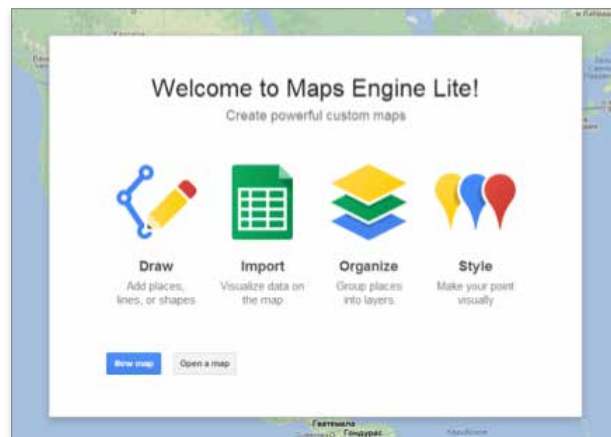 Welcome to Maps Engine Lite!
Create powerful custom maps
Draw
Add places,
lines, or shapes
Import
Visualize data on
the map
Organize
Group places
into layers
Style
Make your point
visually
New map
Open a map
Гватемала
Гондурас